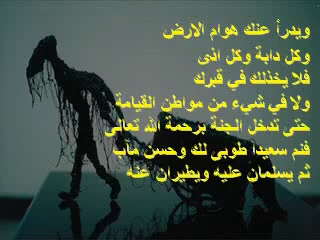 ويدرأ عنك هوام الارض
وكل دابة وكل اذى
فلا يخذلك في قبرك
ولا في شيء من مواطن القيامة
حتى تدخل الجنة برحمة الله تعالى
فنم سعيدا طوبى لك وحسن مآب
ثم يسلمان عليه ويطيران عنه